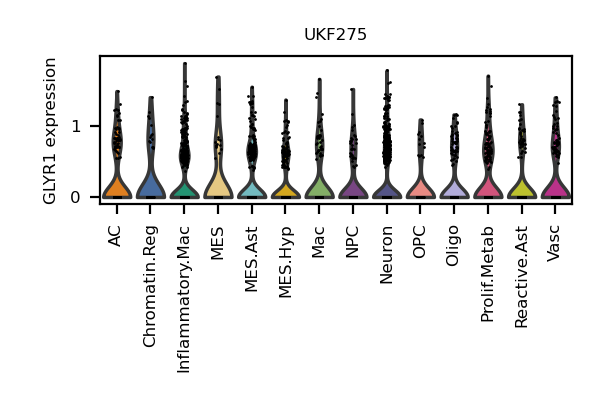 UKF275
GLYR1 expression
1
0
AC
Chromatin.Reg
Inflammatory.Mac
MES
MES.Ast
MES.Hyp
Mac
NPC
Neuron
OPC
Oligo
Prolif.Metab
Reactive.Ast
Vasc